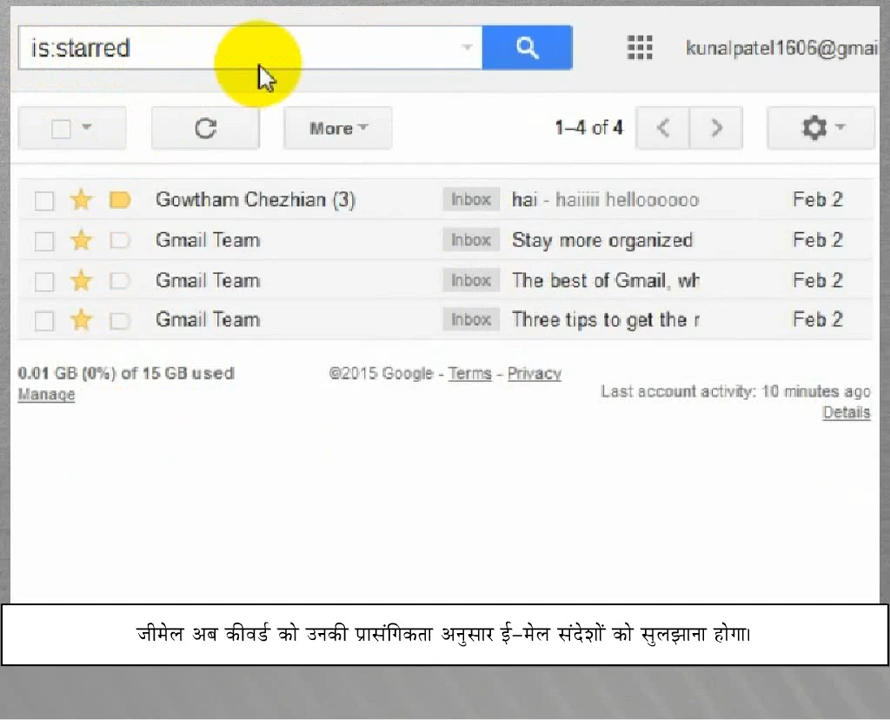 is:starred
kunalpatel1606@gmai
More
1–4 of 4
Gowtham Chezhian (3) Inbox hai - haiiiii helloooooo Feb 2
Gmail Team Inbox Stay more organized Feb 2
Gmail Team Inbox The best of Gmail, wh Feb 2
Gmail Team Inbox Three tips to get the r Feb 2
0.01 GB (0%) of 15 GB used
Manage
©2015 Google - Terms - Privacy
Last account activity: 10 minutes ago
Details
जीमेल अब कीवर्ड को उनकी प्रासंगिकता अनुसार ई-मेल संदेशों को सुलझाना होगा।